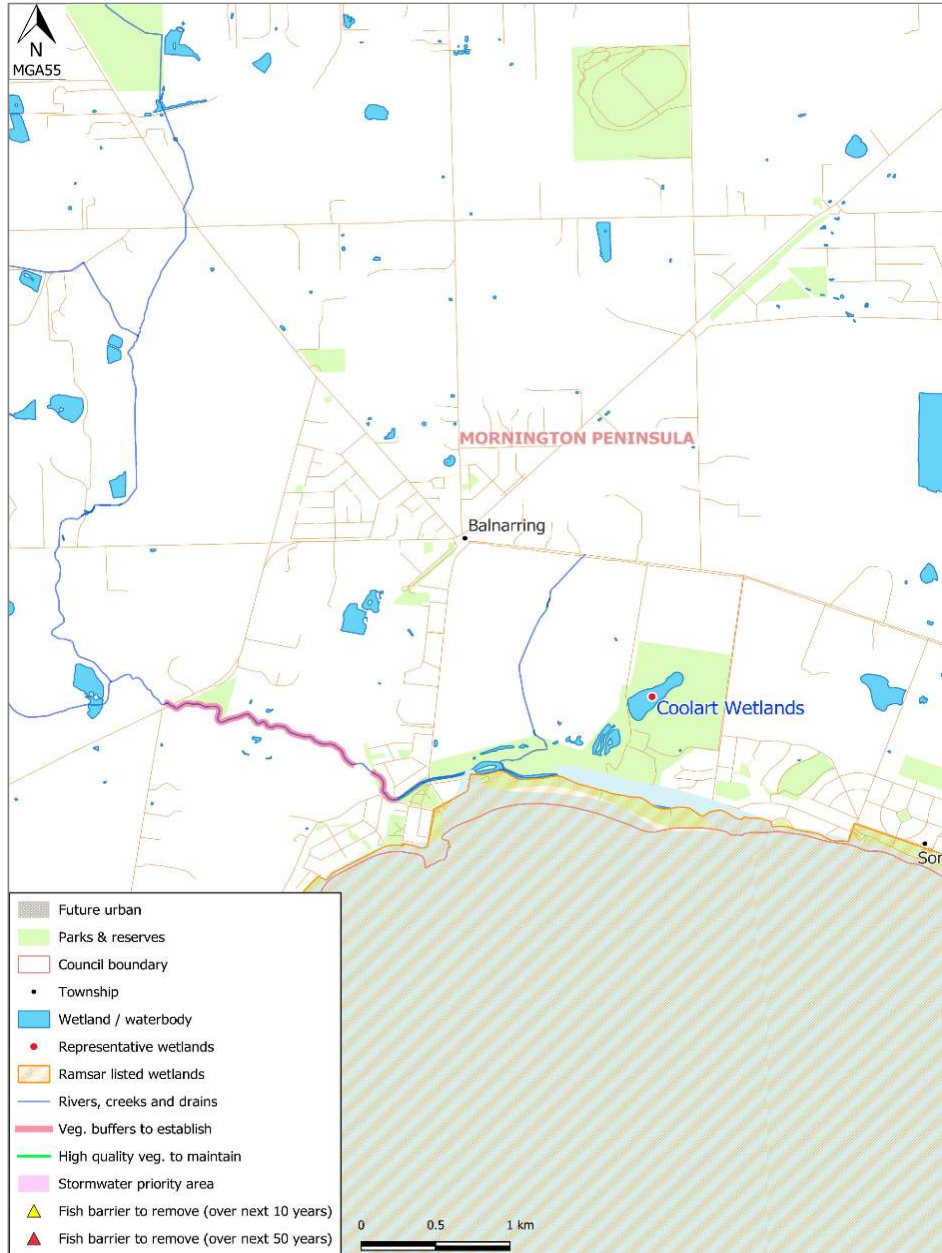 N
MGA55
MORNINGTON PENINSULA
Balnarring
Coolart Wetlands
Sor
Future urban
Parks & reserves
Council boundary
Township
Wetland / waterbody
Representative wetlands
Ramsar listed wetlands
Rivers, creeks and drains
Veg. buffers to establish
High quality veg. to maintain
Stormwater priority area
Fish barrier to remove (over next 10 years)
Fish barrier to remove (over next 50 years)
0 0.5 1 km